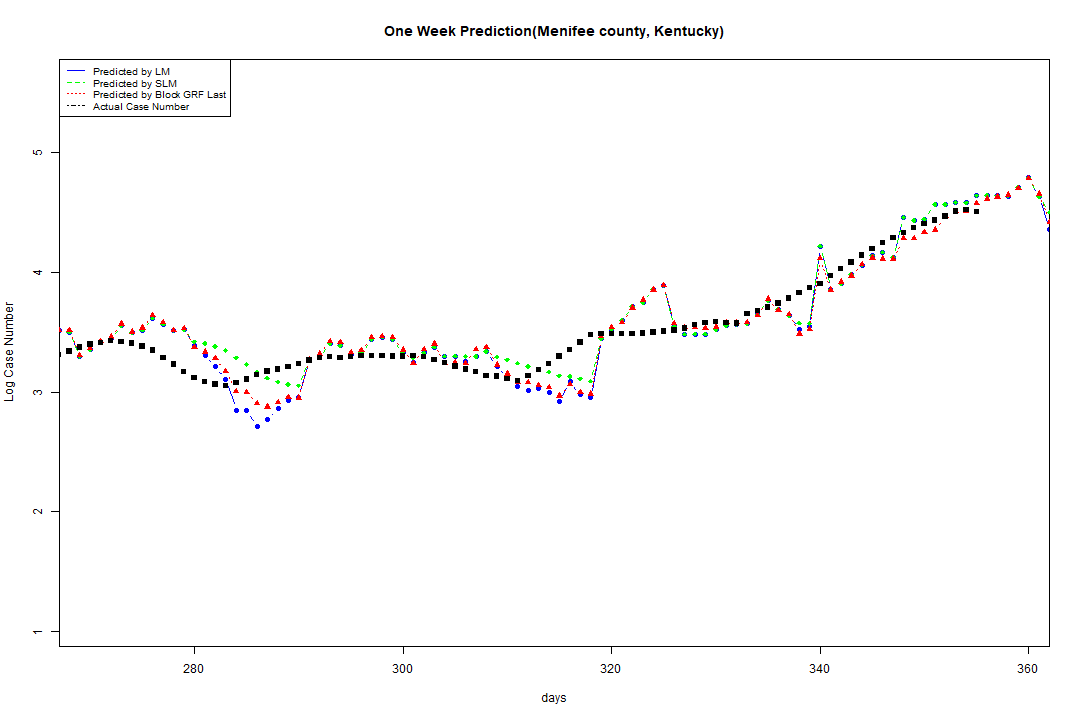 One Week Prediction(Menifee county, Kentucky)
Predicted by LM
Predicted by SLM
Predicted by Block GRF Last
Actual Case Number
5
4
3
2
1
Log Case Number
280 300 320 340 360
days